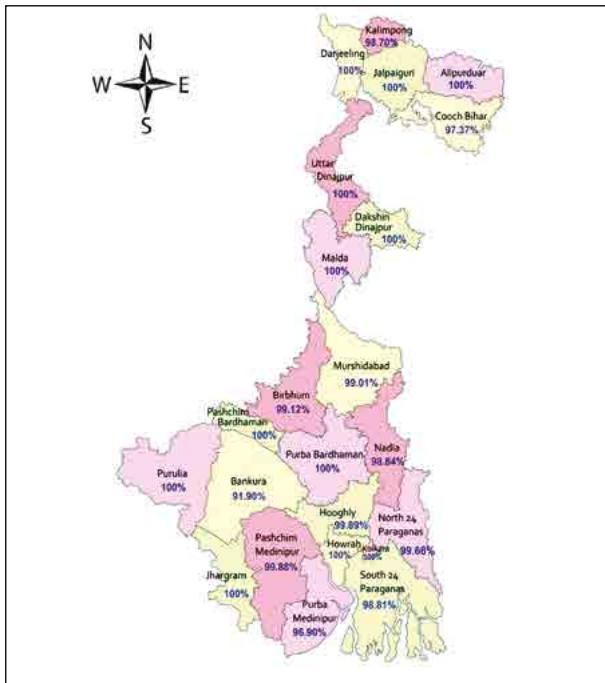 N
W E
S
Kalimpong
98.70%
Darjeeling
100%
Jalpaiguri
100%
Alipurduar
100%
Cooch Bihar
97.37%
Uttar
Dinajpur
100%
Dakshin
Dinajpur
100%
Malda
100%
Murshidabad
99.01%
Birbhum
99.12%
Pashchim
Bardhaman
100%
Purba Bardhaman
100%
Nadia
98.84%
Purulia
100%
Bankura
91.90%
Hooghly
99.89%
North 24
Paraganas
99.66%
Howrah
100%
Kolkata
100%
Pashchim
Medinipur
99.88%
Jhargram
100%
South 24
Paraganas
98.81%
Purba
Medinipur
96.90%